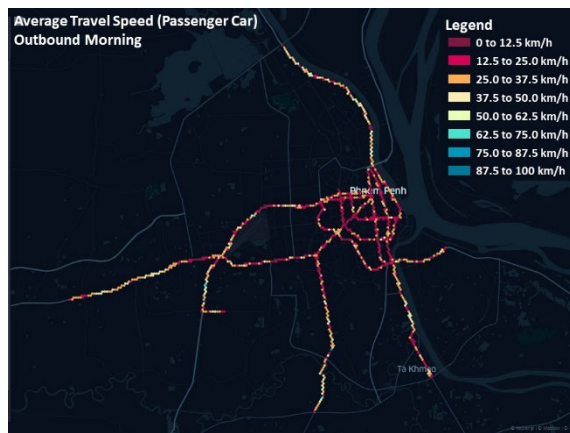 Average Travel Speed (Passenger Car)
Outbound Morning
Legend
0 to 12.5 km/h
12.5 to 25.0 km/h
25.0 to 37.5 km/h
37.5 to 50.0 km/h
50.0 to 62.5 km/h
62.5 to 75.0 km/h
75.0 to 87.5 km/h
87.5 to 100 km/h
Phnom Penh
Ta Khmao